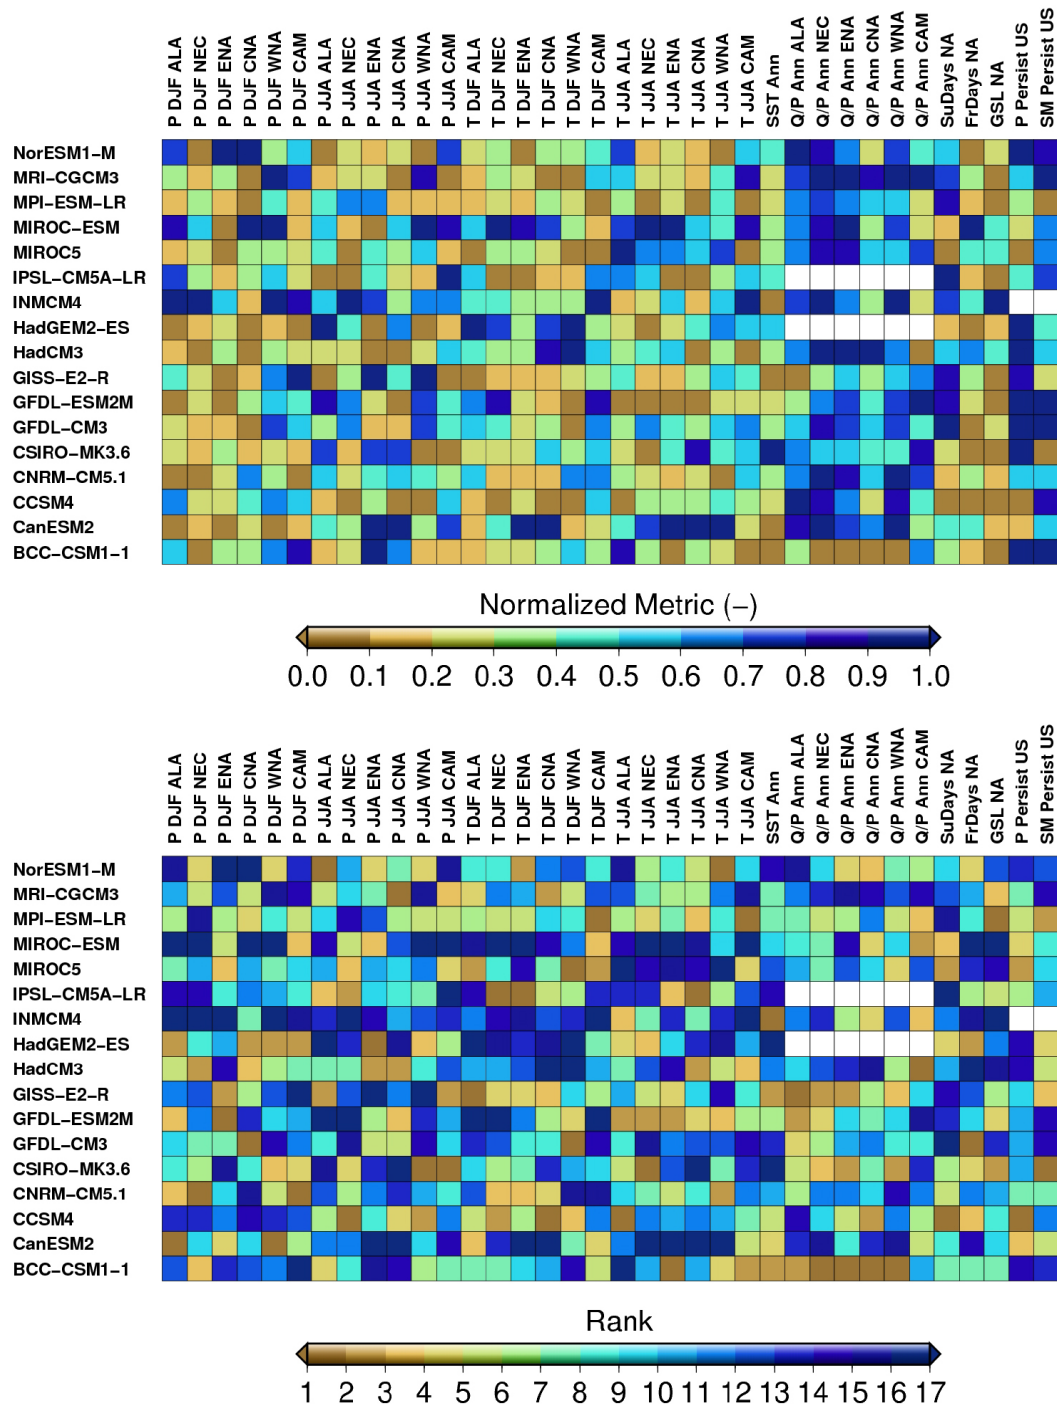 P DJF ALA
P DJF NEC
P DJF ENA
P DJF CNA
P DJF WNA
P DJF CAM
P JJA ALA
P JJA NEC
P JJA ENA
P JJA CNA
P JJA WNA
P JJA CAM
T DJF ALA
T DJF NEC
T DJF ENA
T DJF CNA
T DJF WNA
T DJF CAM
T JJA ALA
T JJA NEC
T JJA ENA
T JJA CNA
T JJA WNA
T JJA CAM
SST Ann
Q/P Ann ALA
Q/P Ann NEC
Q/P Ann ENA
Q/P Ann CNA
Q/P Ann WNA
Q/P Ann CAM
SuDays NA
FrDays NA
GSL NA
P Persist US
SM Persist US
NorESM1−M
MRI−CGCM3
MPI−ESM−LR
MIROC−ESM
MIROC5
IPSL−CM5A−LR
INMCM4
HadGEM2−ES
HadCM3
GISS−E2−R
GFDL−ESM2M
GFDL−CM3
CSIRO−MK3.6
CNRM−CM5.1
CCSM4
CanESM2
BCC−CSM1−1
Normalized Metric (−)
0.0 0.1 0.2 0.3 0.4 0.5 0.6 0.7 0.8 0.9 1.0
P DJF ALA
P DJF NEC
P DJF ENA
P DJF CNA
P DJF WNA
P DJF CAM
P JJA ALA
P JJA NEC
P JJA ENA
P JJA CNA
P JJA WNA
P JJA CAM
T DJF ALA
T DJF NEC
T DJF ENA
T DJF CNA
T DJF WNA
T DJF CAM
T JJA ALA
T JJA NEC
T JJA ENA
T JJA CNA
T JJA WNA
T JJA CAM
SST Ann
Q/P Ann ALA
Q/P Ann NEC
Q/P Ann ENA
Q/P Ann CNA
Q/P Ann WNA
Q/P Ann CAM
SuDays NA
FrDays NA
GSL NA
P Persist US
SM Persist US
NorESM1−M
MRI−CGCM3
MPI−ESM−LR
MIROC−ESM
MIROC5
IPSL−CM5A−LR
INMCM4
HadGEM2−ES
HadCM3
GISS−E2−R
GFDL−ESM2M
GFDL−CM3
CSIRO−MK3.6
CNRM−CM5.1
CCSM4
CanESM2
BCC−CSM1−1
Rank
1 2 3 4 5 6 7 8 9 10 11 12 13 14 15 16 17